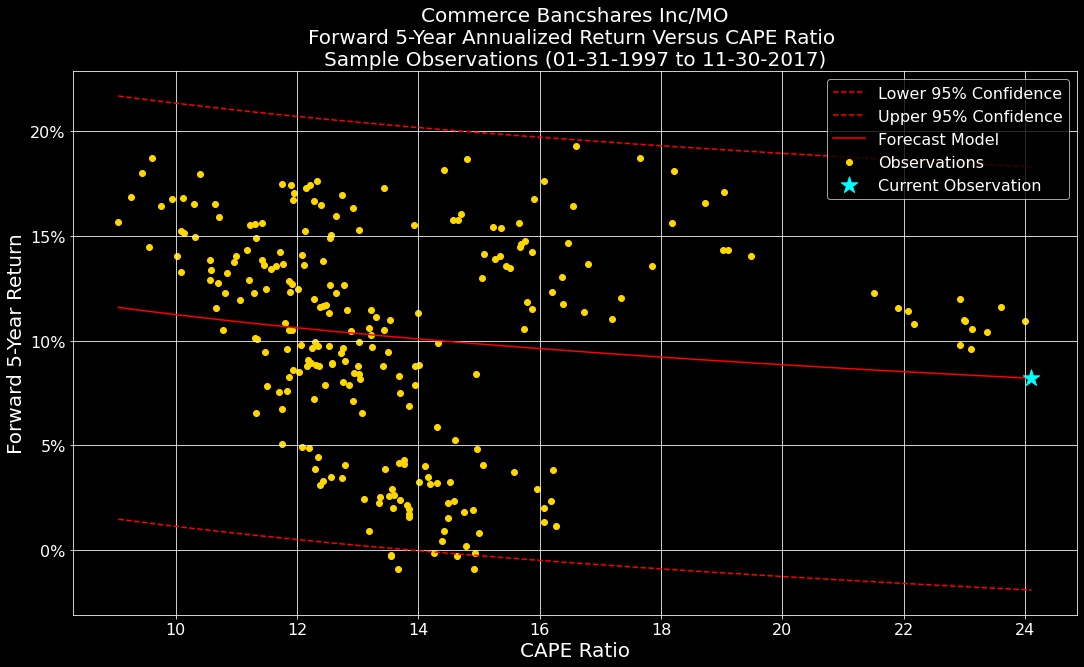 Commerce Bancshares Inc/MO
Forward 5-Year Annualized Return Versus CAPE Ratio
Sample Observations (01-31-1997 to 11-30-2017)
Lower 95% Confidence
Upper 95% Confidence
Forecast Model
Observations
Current Observation
Forward 5-Year Return
20%
15%
10%
5%
0%
10 12 14 16 18 20 22 24
CAPE Ratio